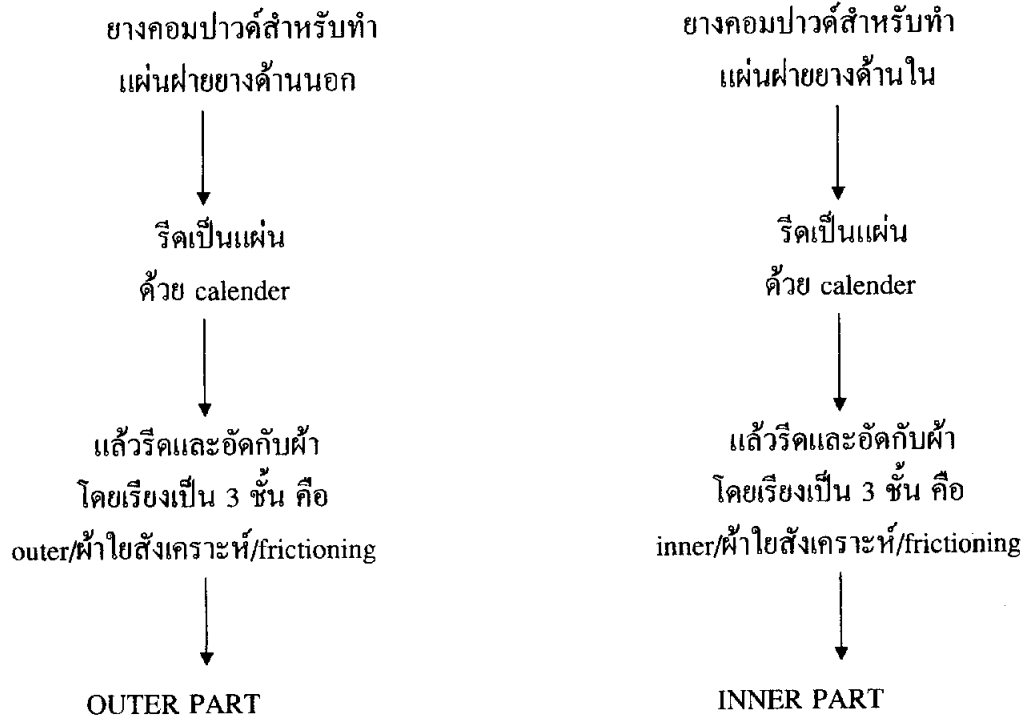 ยางคอมปาวด์สำหรับทำ
แผ่นฝายยางด้านนอก
รีดเป็นแผ่น
ด้วย calender
แล้วรีดและอัดกับผ้า
โดยเรียงเป็น 3 ชั้น คือ
outer/ผ้าใยสังเคราะห์/frictioning
OUTER PART
ยางคอมปาวด์สำหรับทำ
แผ่นฝายยางด้านใน
รีดเป็นแผ่น
ด้วย calender
แล้วรีดและอัดกับผ้า
โดยเรียงเป็น 3 ชั้น คือ
inner/ผ้าใยสังเคราะห์/frictioning
INNER PART